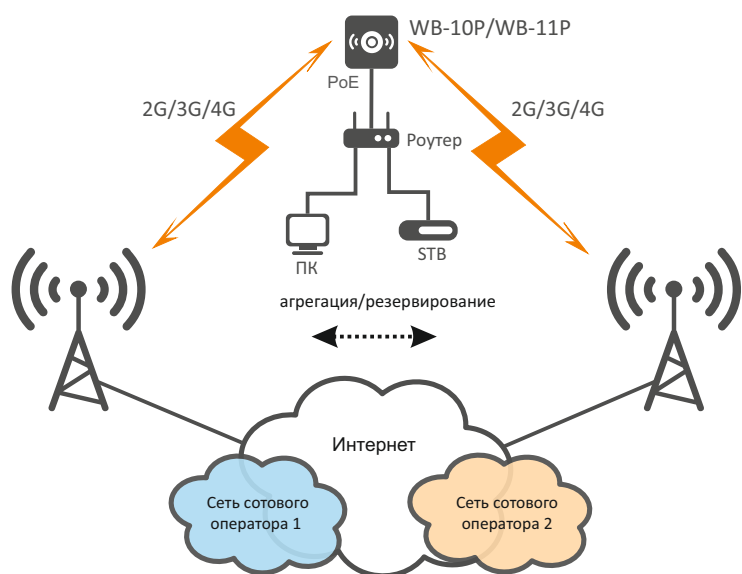 WB-10P/WB-11P
PoE
2G/3G/4G
2G/3G/4G
Роутер
ПК
STB
агрегация/резервирование
Интернет
Сеть сотового
оператора 1
Сеть сотового
оператора 2